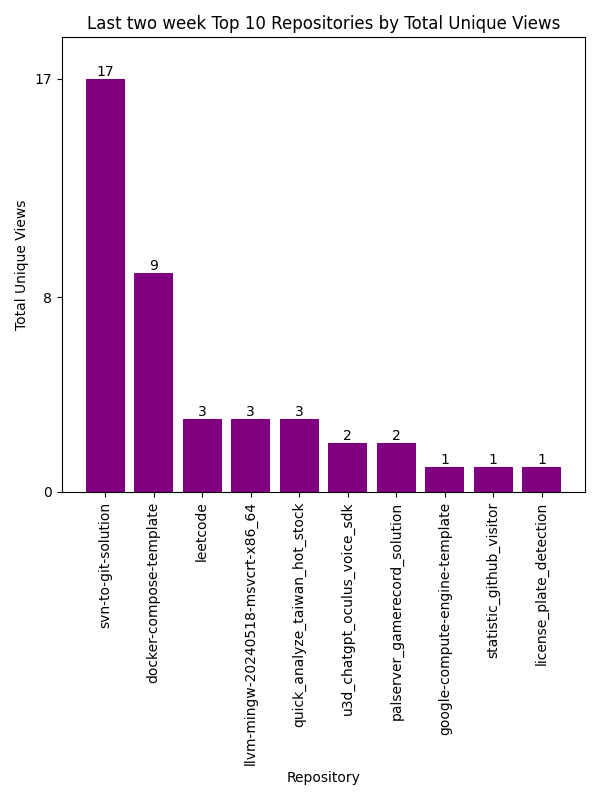 Last two week Top 10 Repositories by Total Unique Views
Total Unique Views
17
8
0
17
9
3
3
3
2
2
1
1
1
svn-to-git-solution
docker-compose-template
leetcode
llvm-mingw-20240518-msvcrt-x86_64
quick_analyze_taiwan_hot_stock
u3d_chatgpt_oculus_voice_sdk
palserver_gamerecord_solution
google-compute-engine-template
statistic_github_visitor
license_plate_detection
Repository